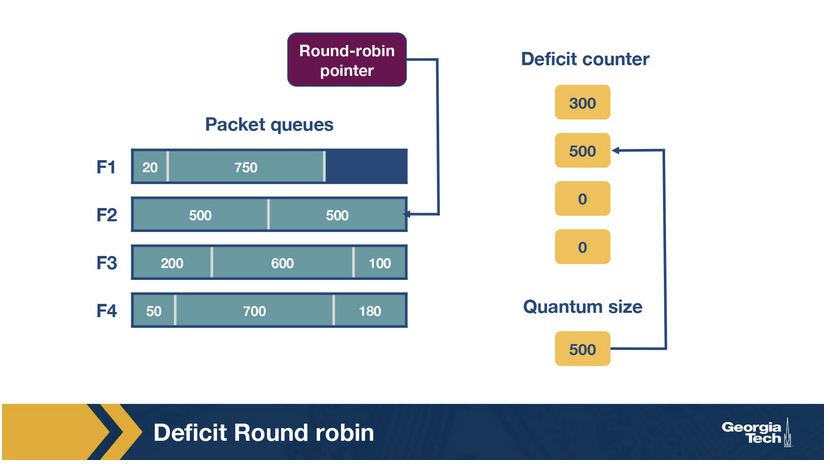 Round-robin
pointer
Deficit counter
300
Packet queues
F1 20 750
500
F2 500 500
0
F3 200 600 100
0
F4 50 700 180
Quantum size
500
Deficit Round robin
Georgia
Tech